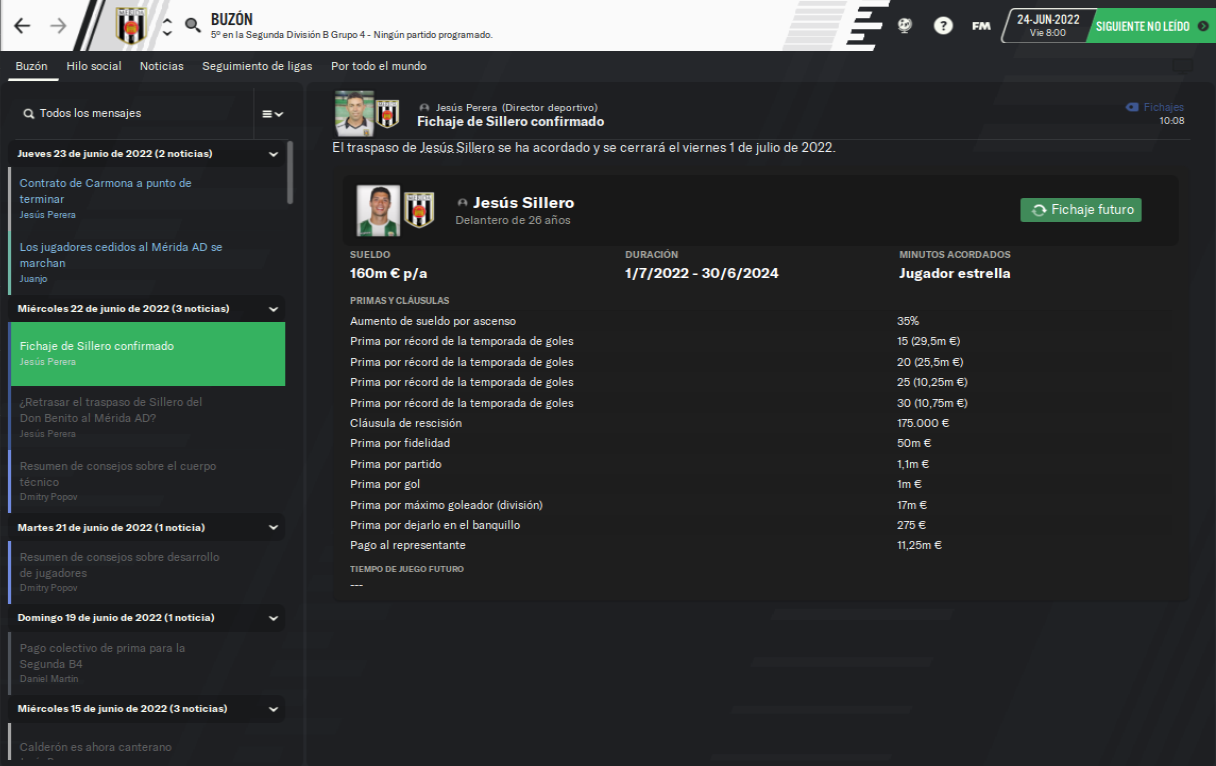 BUZÓN
5º en la Segunda División B Grupo 4 - Ningún partido programado.
?
FM
24-JUN-2022
Vie 8:00
SIGUIENTE NO LEÍDO
Buzón
Hilo social
Noticias
Seguimiento de ligas
Por todo el mundo
Todos los mensajes
Jueves 23 de junio de 2022 (2 noticias)
Contrato de Carmona a punto de
terminar
Jesús Perera
Los jugadores cedidos al Mérida AD se
marchan
Juanjo
Miércoles 22 de junio de 2022 (3 noticias)
Fichaje de Sillero confirmado
Jesús Perera
¿Retrasar el traspaso de Sillero del
Don Benito al Mérida AD?
Jesús Perera
Resumen de consejos sobre el cuerpo
técnico
Dmitry Popov
Martes 21 de junio de 2022 (1 noticia)
Resumen de consejos sobre desarrollo
de jugadores
Dmitry Popov
Domingo 19 de junio de 2022 (1 noticia)
Pago colectivo de prima para la
Segunda B4
Daniel Martín
Miércoles 15 de junio de 2022 (3 noticias)
Calderón es ahora canterano
Jesús Perera (Director deportivo)
Fichaje de Sillero confirmado
Fichajes
10:08
El traspaso de Jesús Sillero se ha acordado y se cerrará el viernes 1 de julio de 2022.
Jesús Sillero
Delantero de 26 años
Fichaje futuro
SUELDO
160m € p/a
DURACIÓN
1/7/2022 - 30/6/2024
MINUTOS ACORDADOS
Jugador estrella
PRIMAS Y CLÁUSULAS
Aumento de sueldo por ascenso 35%
Prima por récord de la temporada de goles 15 (29,5m €)
Prima por récord de la temporada de goles 20 (25,5m €)
Prima por récord de la temporada de goles 25 (10,25m €)
Prima por récord de la temporada de goles 30 (10,75m €)
Cláusula de rescisión 175.000 €
Prima por fidelidad 50m €
Prima por partido 1,1m €
Prima por gol 1m €
Prima por máximo goleador (división) 17m €
Prima por dejarlo en el banquillo 275 €
Pago al representante 11,25m €
TIEMPO DE JUEGO FUTURO
---